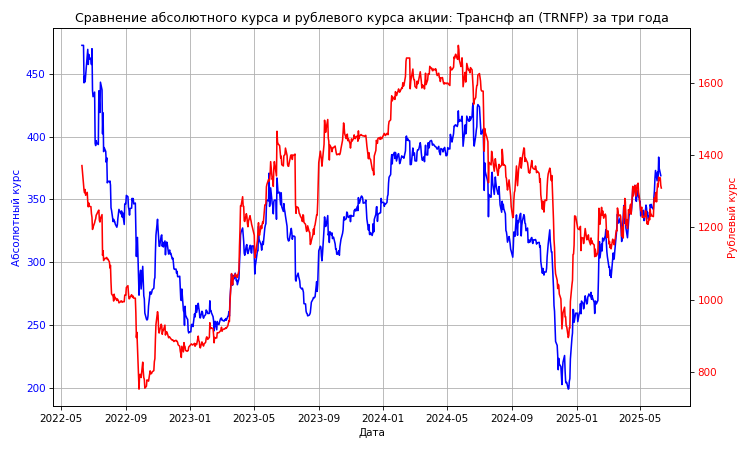 Сравнение абсолютного курса и рублевого курса акции: Транснф ап (TRNFP) за три года
450
400
350
300
250
200
Абсолютный курс
1600
1400
1200
1000
800
Рублевый курс
2022-05 2022-09 2023-01 2023-05 2023-09 2024-01 2024-05 2024-09 2025-01 2025-05
Дата